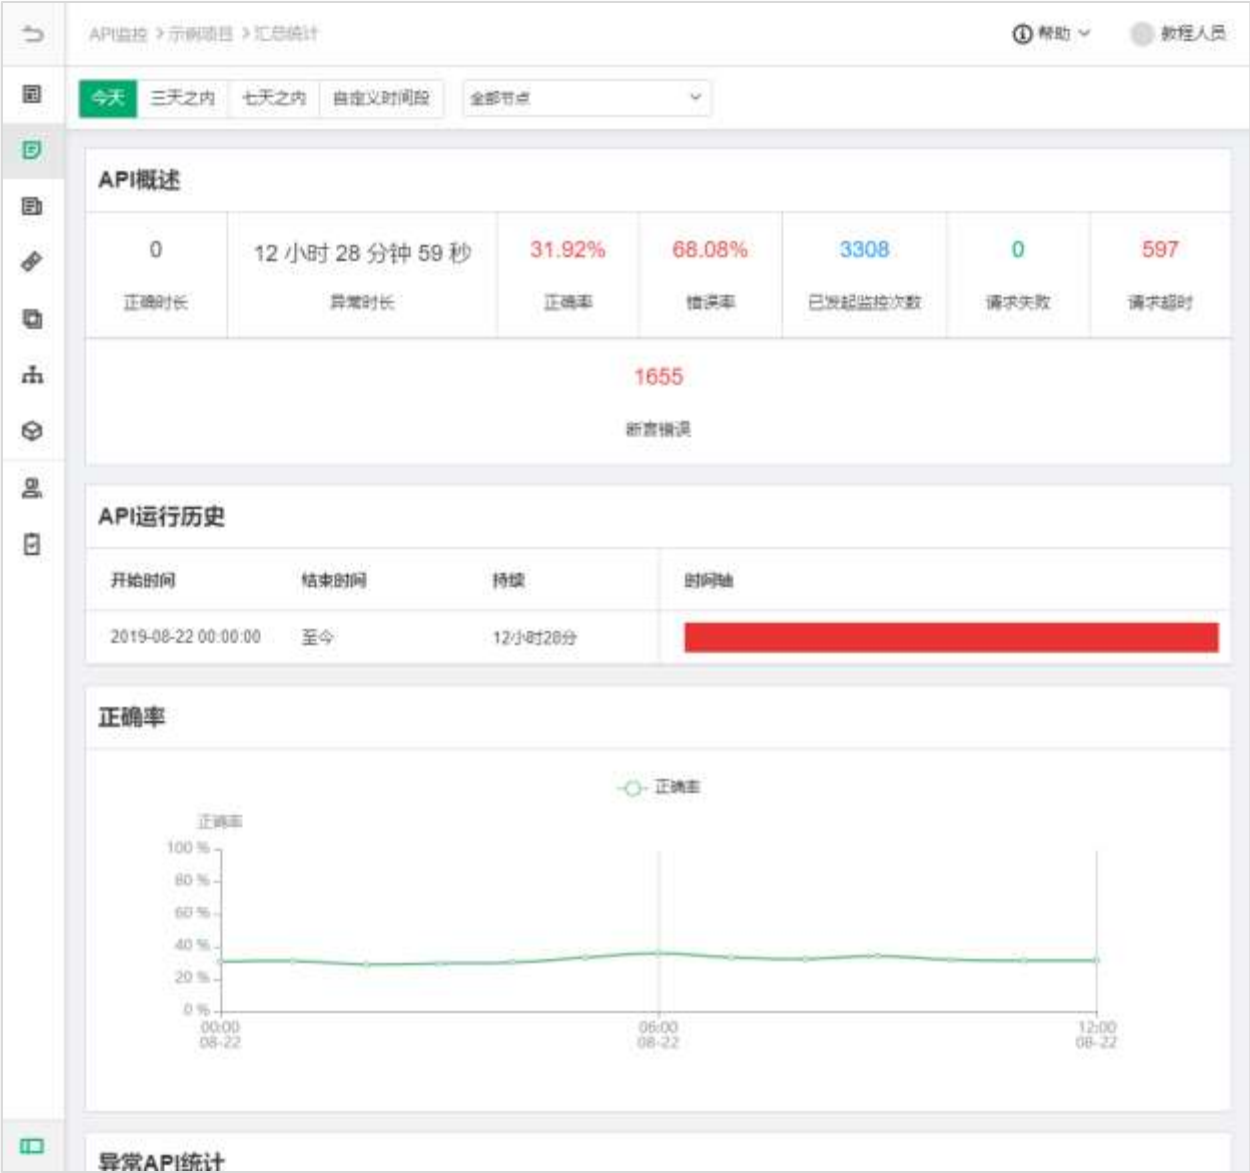 API监控 > 示例项目 > 汇总统计
帮助
教程人员
今天 三天之内 七天之内 自定义时间段 全部节点
API概述
0 12 小时 28 分钟 59 秒 31.92% 68.08% 3308 0 597
正确时长 异常时长 正确率 错误率 已发起监控次数 请求失败 请求超时
1655
断言错误
API运行历史
开始时间 结束时间 持续 时间轴
2019-08-22 00:00:00 至今 12小时28分
正确率
正确率
正确率
100 %
80 %
60 %
40 %
20 %
0 %
00:00 06:00 12:00
08-22 08-22 08-22
异常API统计